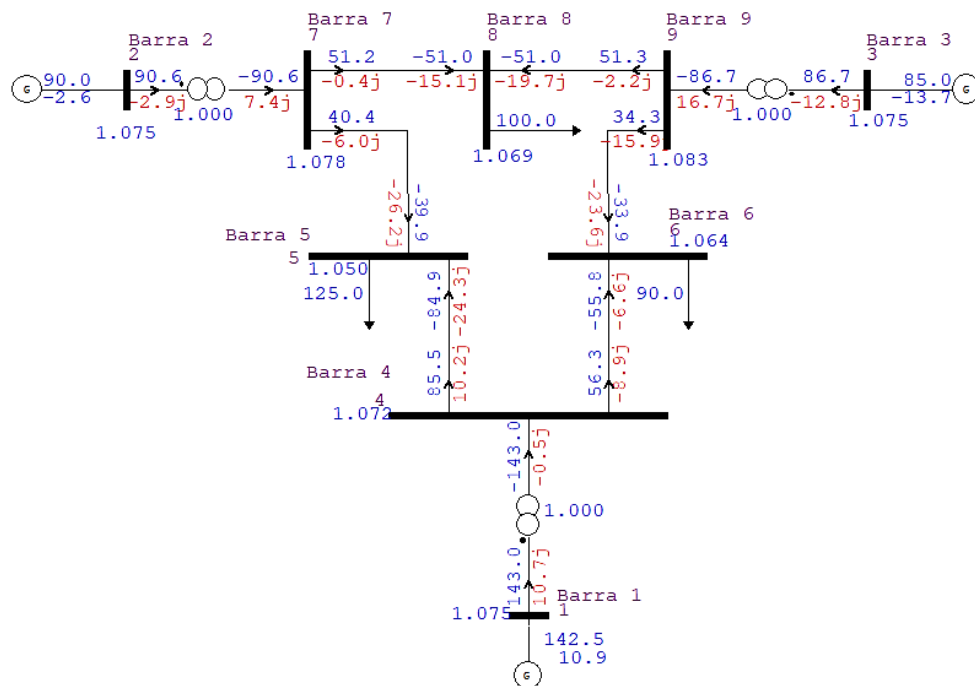 Barra 2
2
90.0
-2.6
90.6
-2.9j
1.000
1.075
G
Barra 7
7
-90.6
7.4j
51.2
-0.4j
40.4
-6.0j
1.078
Barra 8
8
-51.0
-15.1j
-51.0
-19.7j
100.0
1.069
Barra 9
9
51.3
-2.2j
34.3
-15.9j
1.083
-86.7
16.7j
1.000
Barra 3
3
86.7
-12.8j
85.0
-13.7
1.075
G
-26.2j
-39.9
-23.6j
-33.9
Barra 5
5
1.050
125.0
-84.9
-24.3j
Barra 6
6
1.064
90.0
-55.8
-6.6j
85.5
10.2j
56.3
-8.9j
Barra 4
4
1.072
-143.0
-0.5j
1.000
143.0
10.7j
1.075
Barra 1
1
142.5
10.9
G